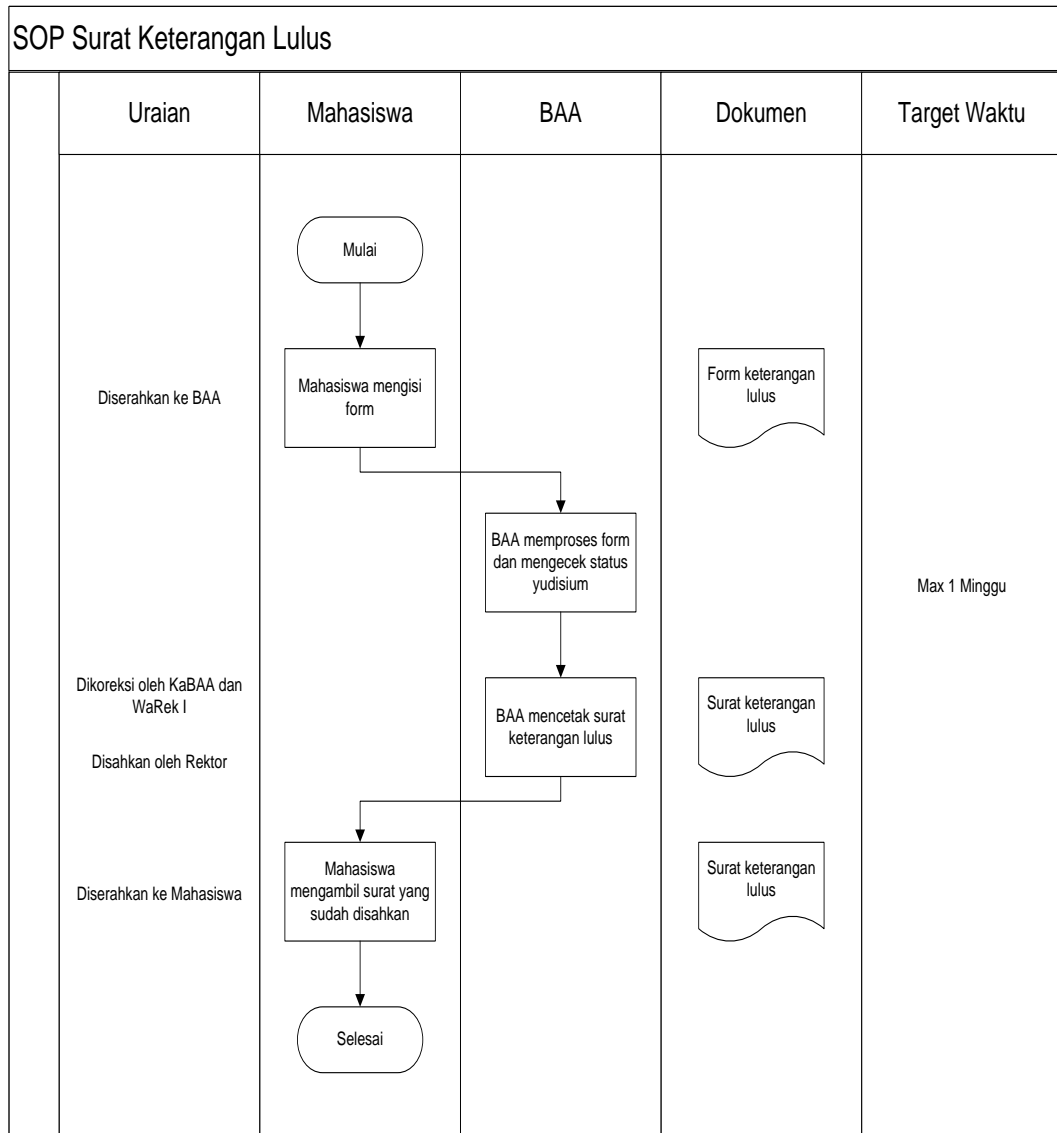 SOP Surat Keterangan Lulus
Uraian
Mahasiswa
BAA
Dokumen
Target Waktu
Mulai
Diserahkan ke BAA
Mahasiswa mengisi
form
Form keterangan
lulus
BAA memproses form
dan mengecek status
yudisium
Max 1 Minggu
Dikoreksi oleh KaBAA dan
WaRek I
Disahkan oleh Rektor
BAA mencetak surat
keterangan lulus
Surat keterangan
lulus
Diserahkan ke Mahasiswa
Mahasiswa
mengambil surat yang
sudah disahkan
Surat keterangan
lulus
Selesai